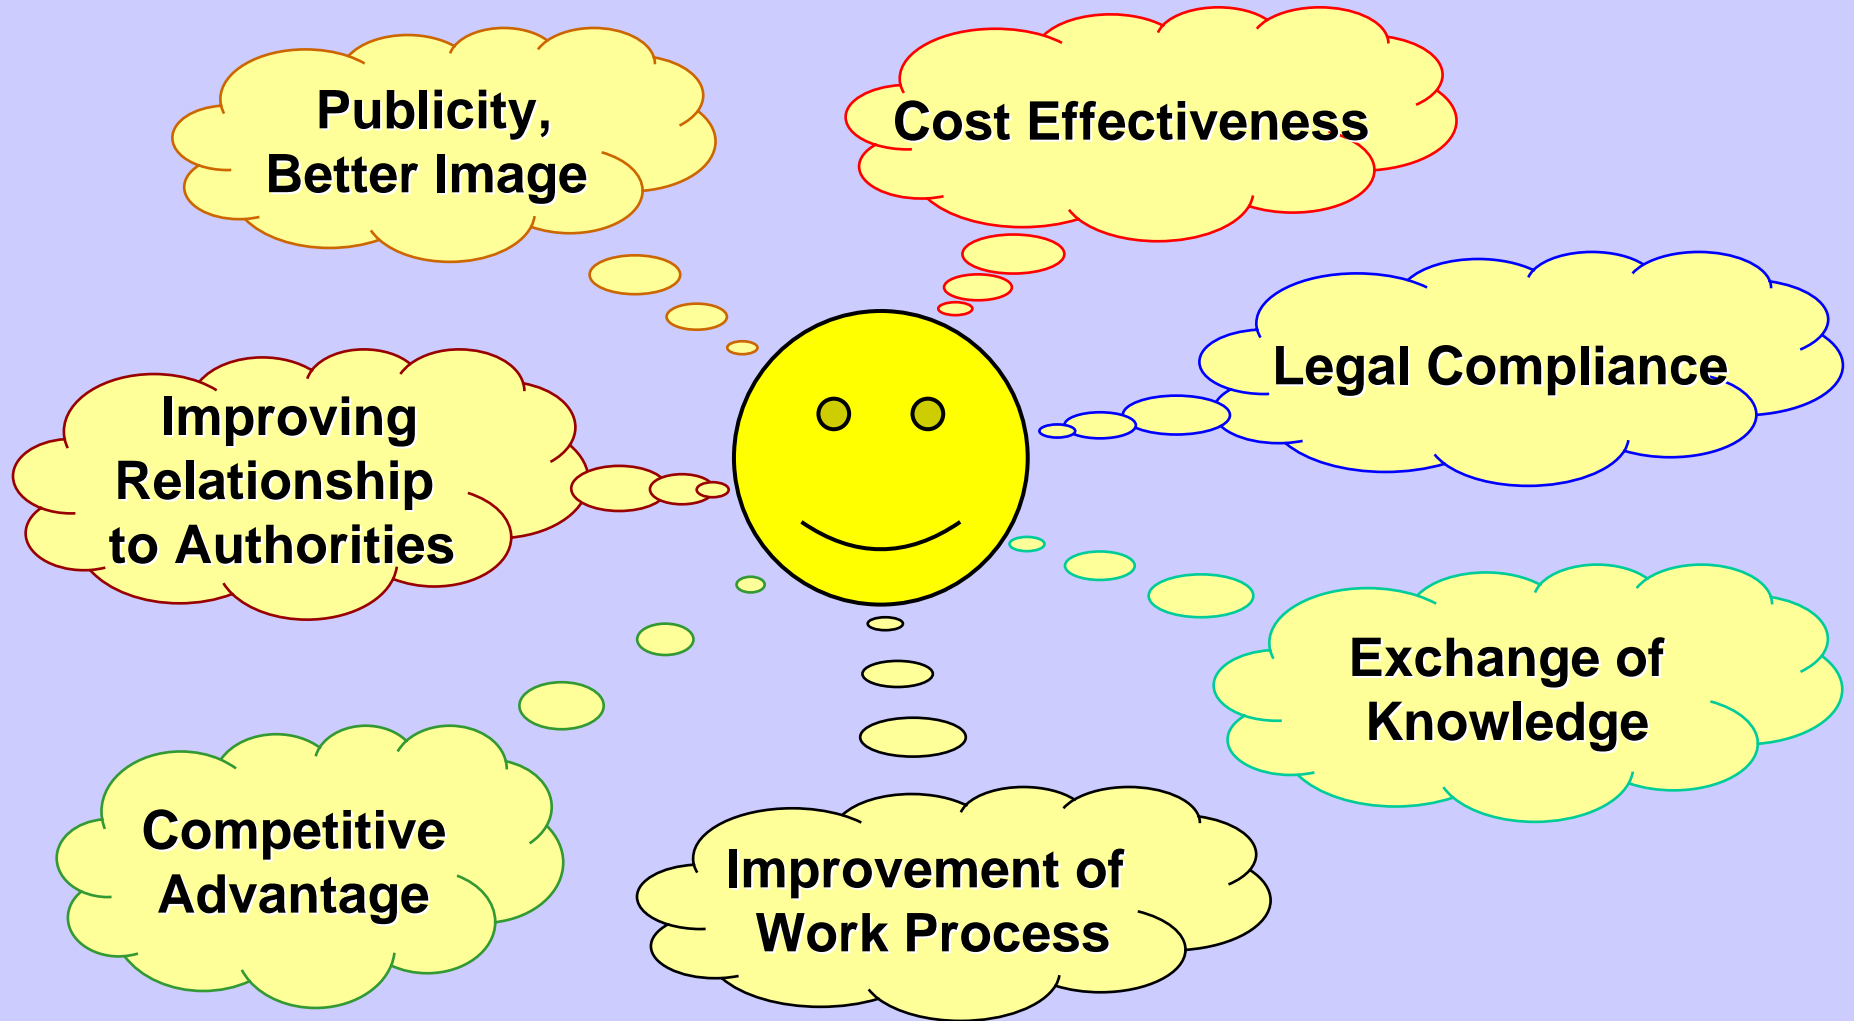 Publicity,
Better Image
Cost Effectiveness
Legal Compliance
Improving
Relationship
to Authorities
Exchange of
Knowledge
Competitive
Advantage
Improvement of
Work Process